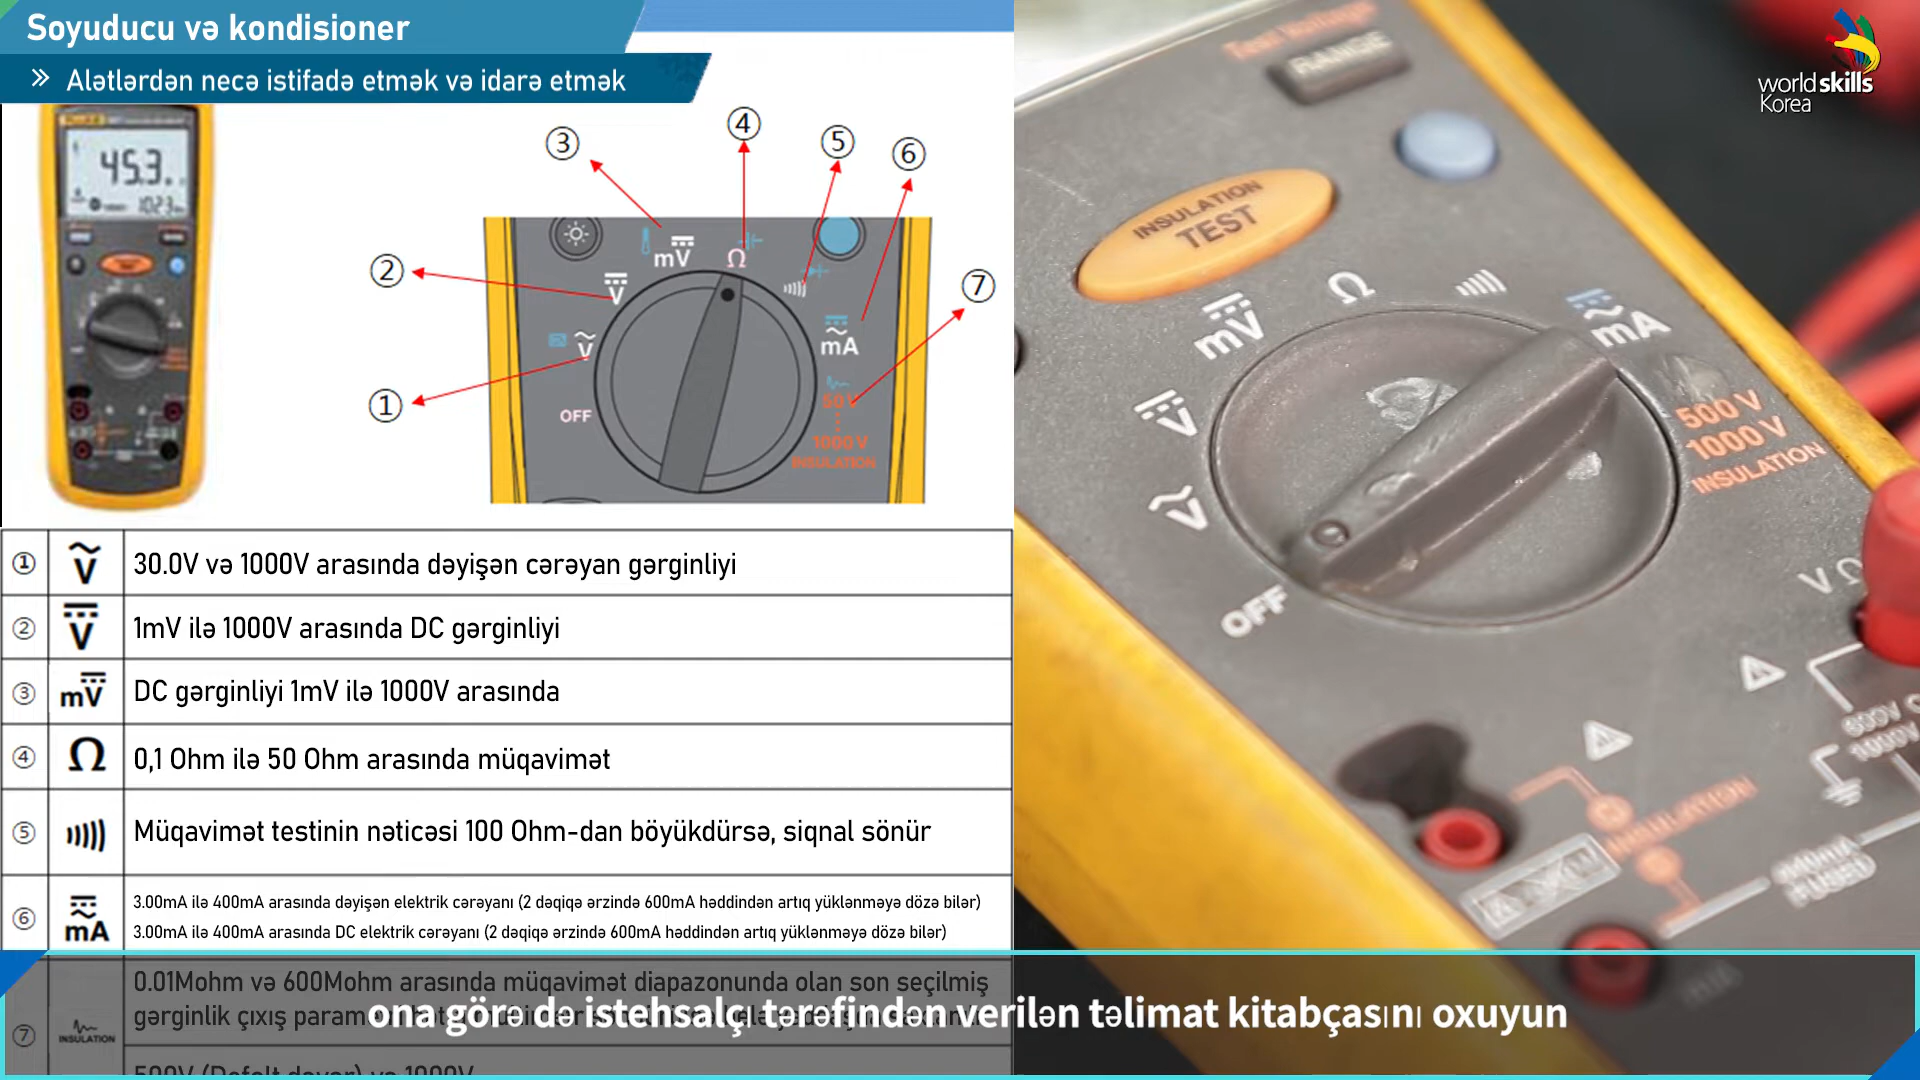 Soyuducu və kondisioner
» Alətlərdən necə istifadə etmək və idarə etmək
worldskills
Korea
45.3.
③
④
⑤
⑥
②
⑦
①
mV
Ω
V
V
mA
OFF
50V
1000V
INSULATION
RANGE
INSULATION
TEST
mV
Ω
mA
V
V
OFF
500 V
1000 V
INSULATION
V Ω
INSULATION
FUSED
① V 30.0V və 1000V arasında dəyişən cərəyan gərginliyi
② V 1mV ilə 1000V arasında DC gərginliyi
③ mV DC gərginliyi 1mV ilə 1000V arasında
④ Ω 0,1 Ohm ilə 50 Ohm arasında müqavimət
⑤ Müqavimət testinin nəticəsi 100 Ohm-dan böyükdürsə, siqnal sönür
⑥ mA 3.00mA ilə 400mA arasında dəyişən elektrik cərəyanı (2 dəqiqə ərzində 600mA həddindən artıq yüklənməyə dözə bilər)
3.00mA ilə 400mA arasında DC elektrik cərəyanı (2 dəqiqə ərzində 600mA həddindən artıq yüklənməyə dözə bilər)
⑦ INSULATION 0.01Mohm və 600Mohm arasında müqavimət diapazonunda olan son seçilmiş
gərginlik çıxış
ona görə də istehsalçı tərəfindən verilən təlimat kitabçasını oxuyun